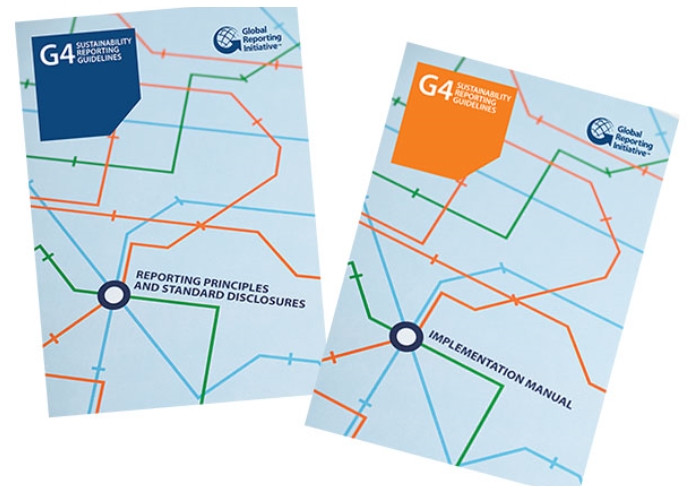 G4 SUSTAINABILITY
REPORTING
GUIDELINES
Global
Reporting
Initiative™
REPORTING PRINCIPLES
AND STANDARD DISCLOSURES
G4 SUSTAINABILITY
REPORTING
GUIDELINES
Global
Reporting
Initiative™
IMPLEMENTATION MANUAL